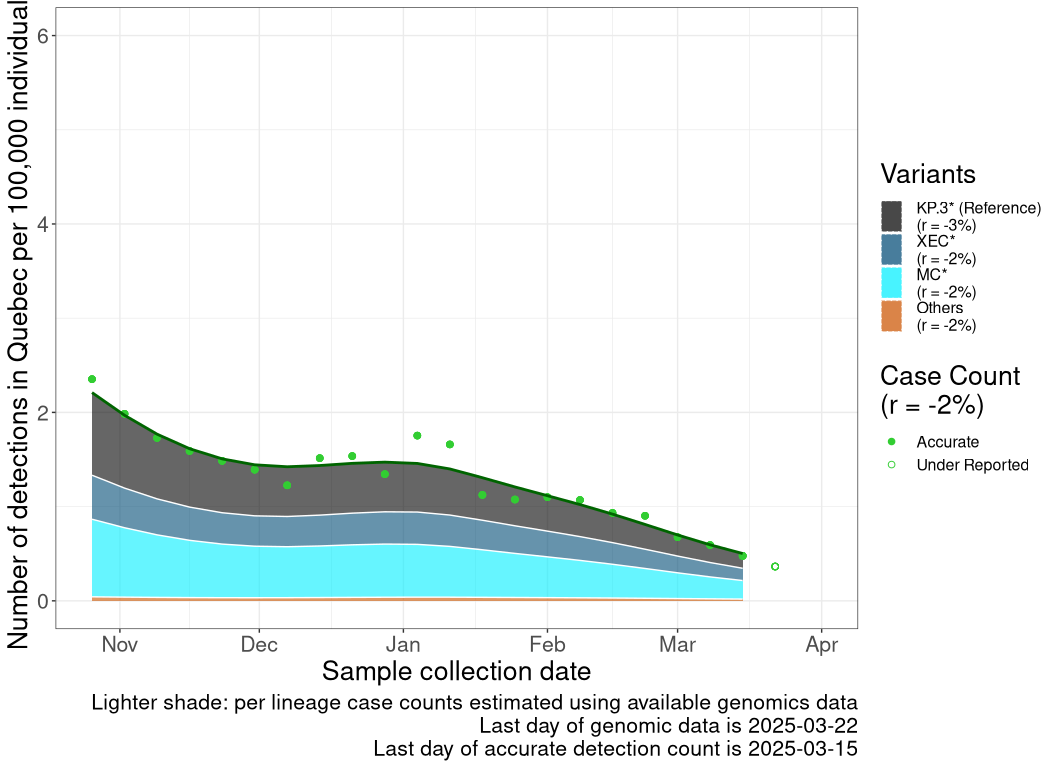 Number of detections in Quebec per 100,000 individual
6
4
2
0
Nov
Dec
Jan
Feb
Mar
Apr
Sample collection date
Variants
KP.3* (Reference)
(r = -3%)
XEC*
(r = -2%)
MC*
(r = -2%)
Others
(r = -2%)
Case Count
(r = -2%)
Accurate
Under Reported
Lighter shade: per lineage case counts estimated using available genomics data
Last day of genomic data is 2025-03-22
Last day of accurate detection count is 2025-03-15